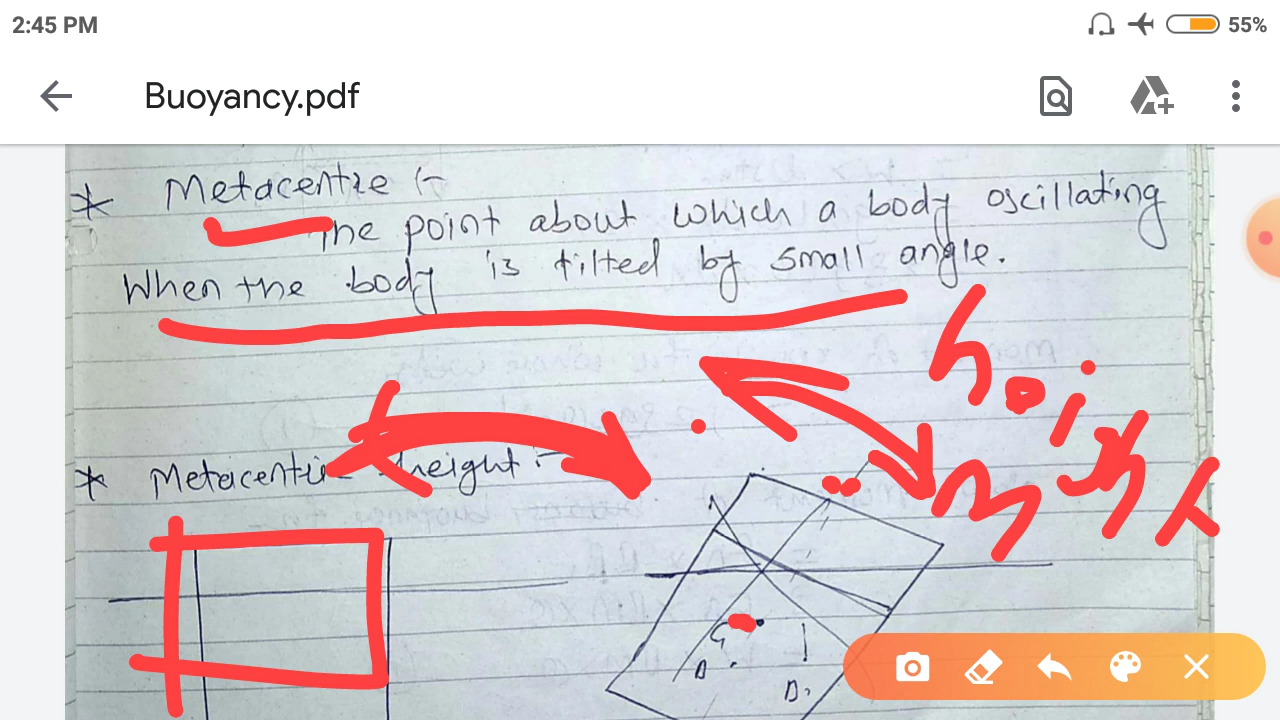 2:45 PM
55%
Buoyancy.pdf
* Metacentre :-
The point about which a body oscillating
When the body is tilted by small angle.
* Metacentric height :-
G
B
B₁